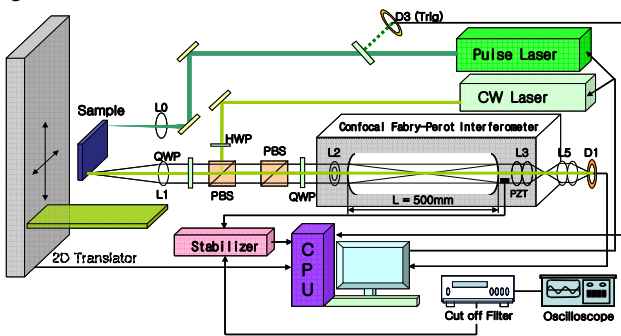 D3 (Trig)
Pulse Laser
CW Laser
Sample
L0
HWP
Confocal Fabry-Perot Interferometer
QWP
PBS
L2
L3
L5
D1
L1
PBS
QWP
PZT
L = 500mm
Stabilizer
CPU
2D Translator
Cut off Filter
Oscilloscope